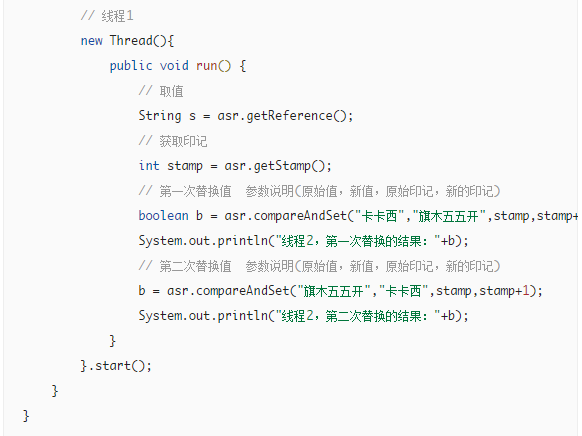 // 线程1
new Thread(){
public void run() {
// 取值
String s = asr.getReference();
// 获取印记
int stamp = asr.getStamp();
// 第一次替换值  参数说明(原始值，新值，原始印记，新的印记)
boolean b = asr.compareAndSet("卡卡西","旗木五五开",stamp,stamp+
System.out.println("线程2，第一次替换的结果："+b);
// 第二次替换值  参数说明(原始值，新值，原始印记，新的印记)
b = asr.compareAndSet("旗木五五开","卡卡西",stamp,stamp+1);
System.out.println("线程2，第二次替换的结果："+b);
}
}.start();
}
}